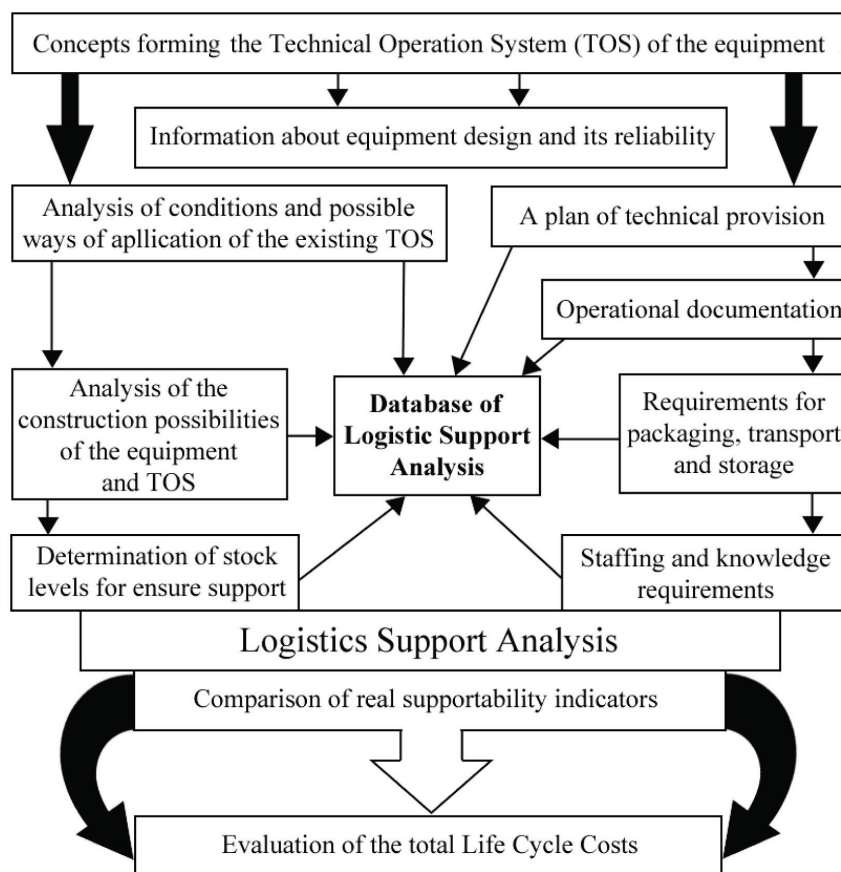 Concepts forming the Technical Operation System (TOS) of the equipment
Information about equipment design and its reliability
Analysis of conditions and possible
ways of apllication of the existing TOS
A plan of technical provision
Operational documentation
Analysis of the
construction possibilities
of the equipment
and TOS
Database of
Logistic Support
Analysis
Requirements for
packaging, transport
and storage
Determination of stock
levels for ensure support
Staffing and knowledge
requirements
Logistics Support Analysis
Comparison of real supportability indicators
Evaluation of the total Life Cycle Costs